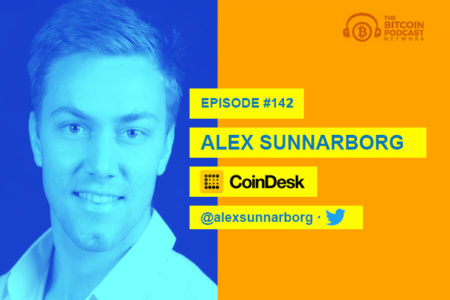 THE
BITCOIN
PODCAST
NETWORK
EPISODE #142
ALEX SUNNARBORG
CoinDesk
@alexsunnarborg ·